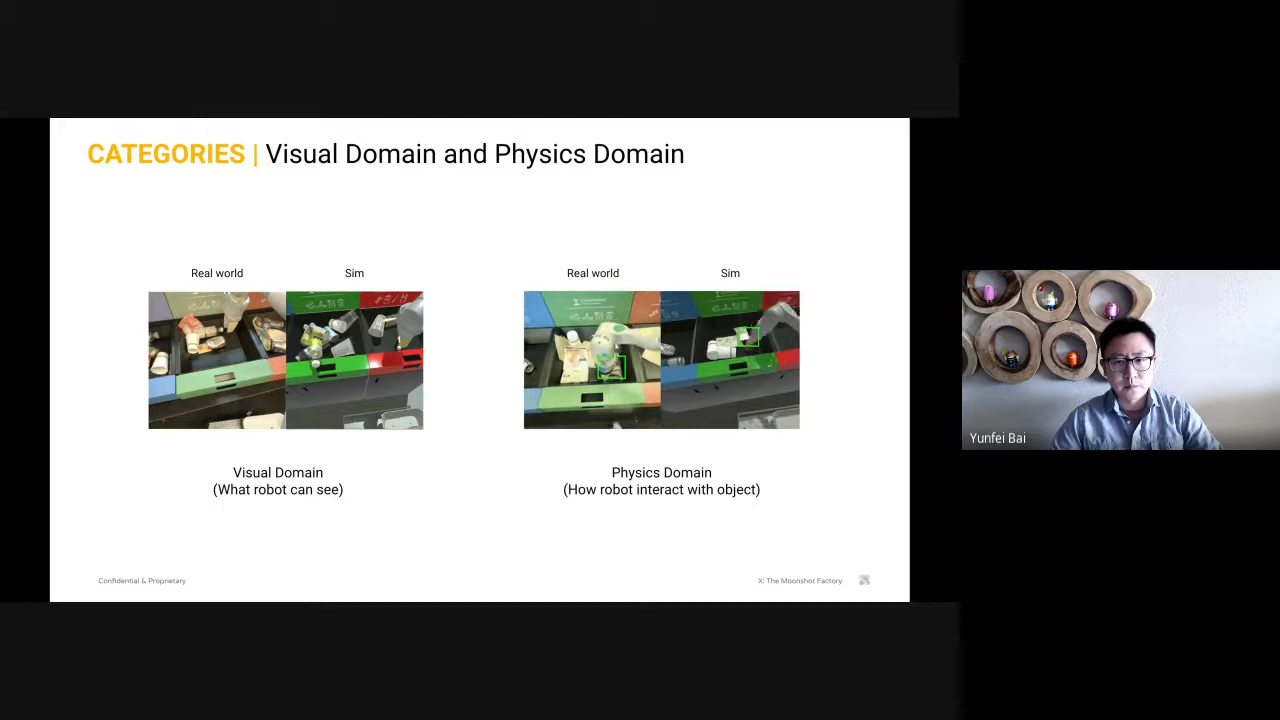 CATEGORIES | Visual Domain and Physics Domain
Real world
Sim
Real world
Sim
Visual Domain
(What robot can see)
Physics Domain
(How robot interact with object)
Confidential & Proprietary
X: The Moonshot Factory
Yunfei Bai